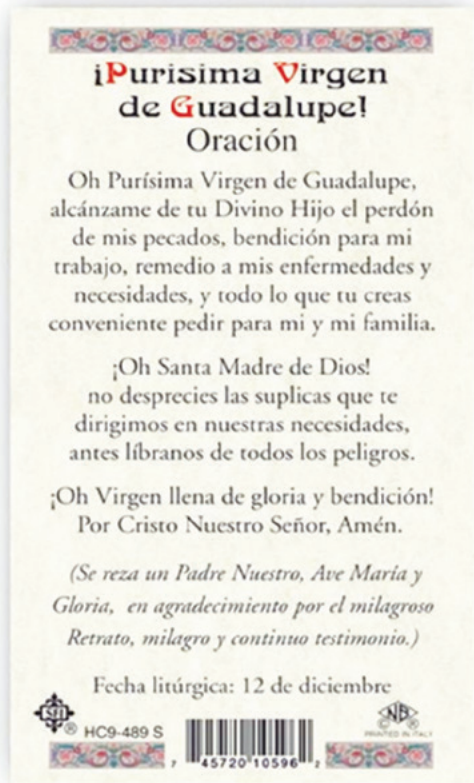 ¡Purisima Virgen
de Guadalupe!
Oración
Oh Purísima Virgen de Guadalupe,
alcánzame de tu Divino Hijo el perdón
de mis pecados, bendición para mi
trabajo, remedio a mis enfermedades y
necesidades, y todo lo que tu creas
conveniente pedir para mi y mi familia.
¡Oh Santa Madre de Dios!
no desprecies las suplicas que te
dirigimos en nuestras necesidades,
antes líbranos de todos los peligros.
¡Oh Virgen llena de gloria y bendición!
Por Cristo Nuestro Señor, Amén.
(Se reza un Padre Nuestro, Ave María y
Gloria, en agradecimiento por el milagroso
Retrato, milagro y continuo testimonio.)
Fecha litúrgica: 12 de diciembre
® HC9-489 S
NB ®
PRINTED IN ITALY
7 45720 10596 2